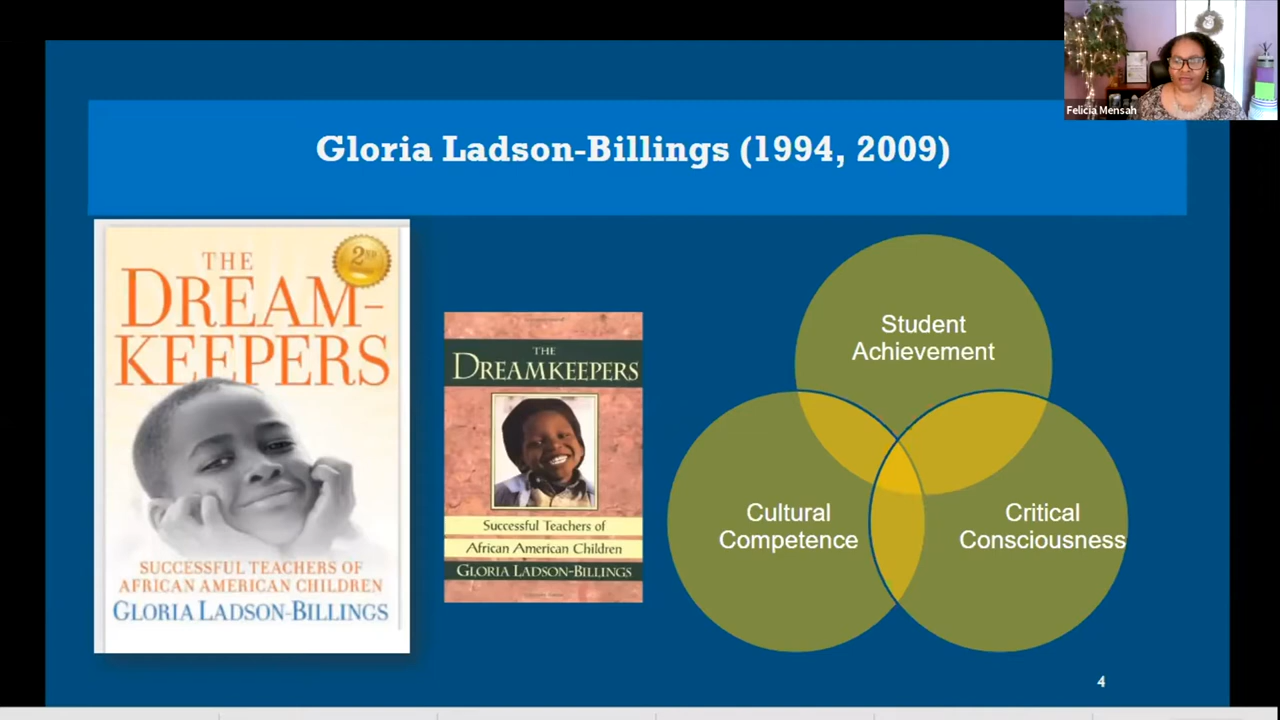 Felicia Mensah
Gloria Ladson-Billings (1994, 2009)
THE
DREAM-
KEEPERS
2ND
SUCCESSFUL TEACHERS OF
AFRICAN AMERICAN CHILDREN
GLORIA LADSON-BILLINGS
THE
DREAMKEEPERS
Successful Teachers of
African American Children
GLORIA LADSON-BILLINGS
Student
Achievement
Cultural
Competence
Critical
Consciousness
4